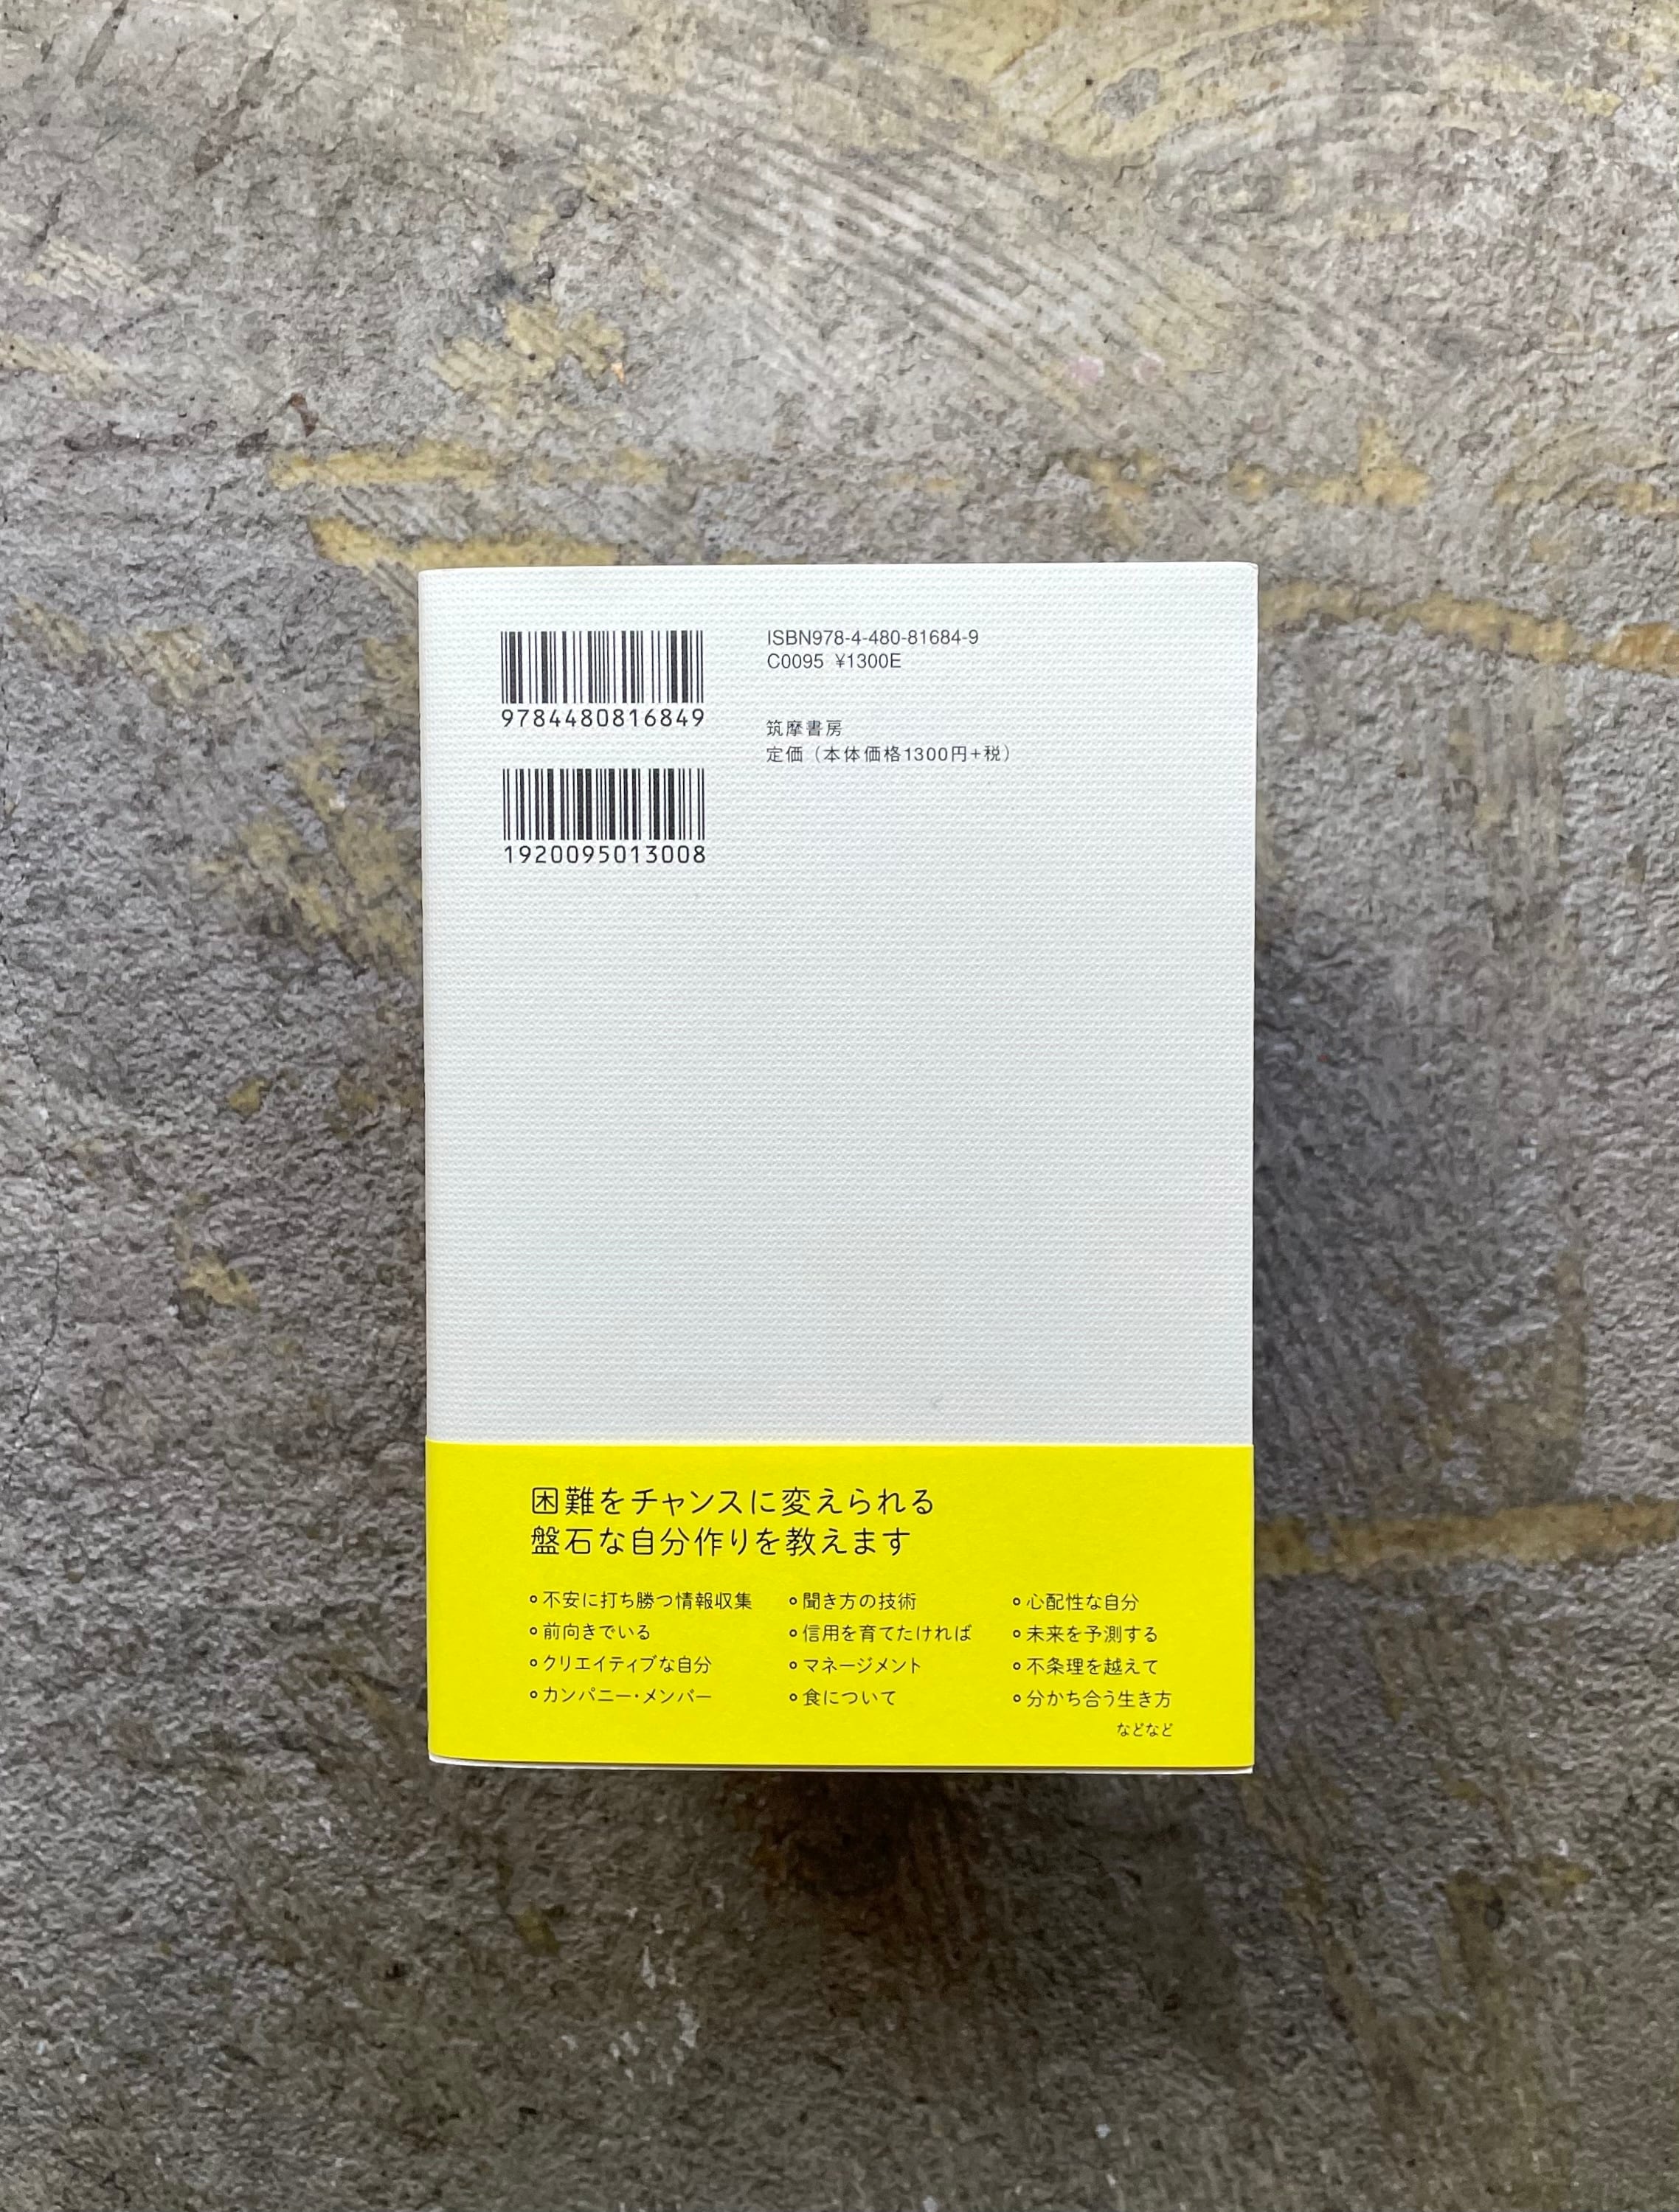 ISBN978-4-480-81684-9
C0095 ¥1300E
9784480816849
筑摩書房
定価（本体価格1300円+税）
1920095013008
困難をチャンスに変えられる
盤石な自分作りを教えます
不安に打ち勝つ情報収集
前向きでいる
クリエイティブな自分
カンパニー・メンバー
聞き方の技術
信用を育てたければ
マネージメント
食について
心配性な自分
未来を予測する
不条理を越えて
分かち合う生き方
などなど